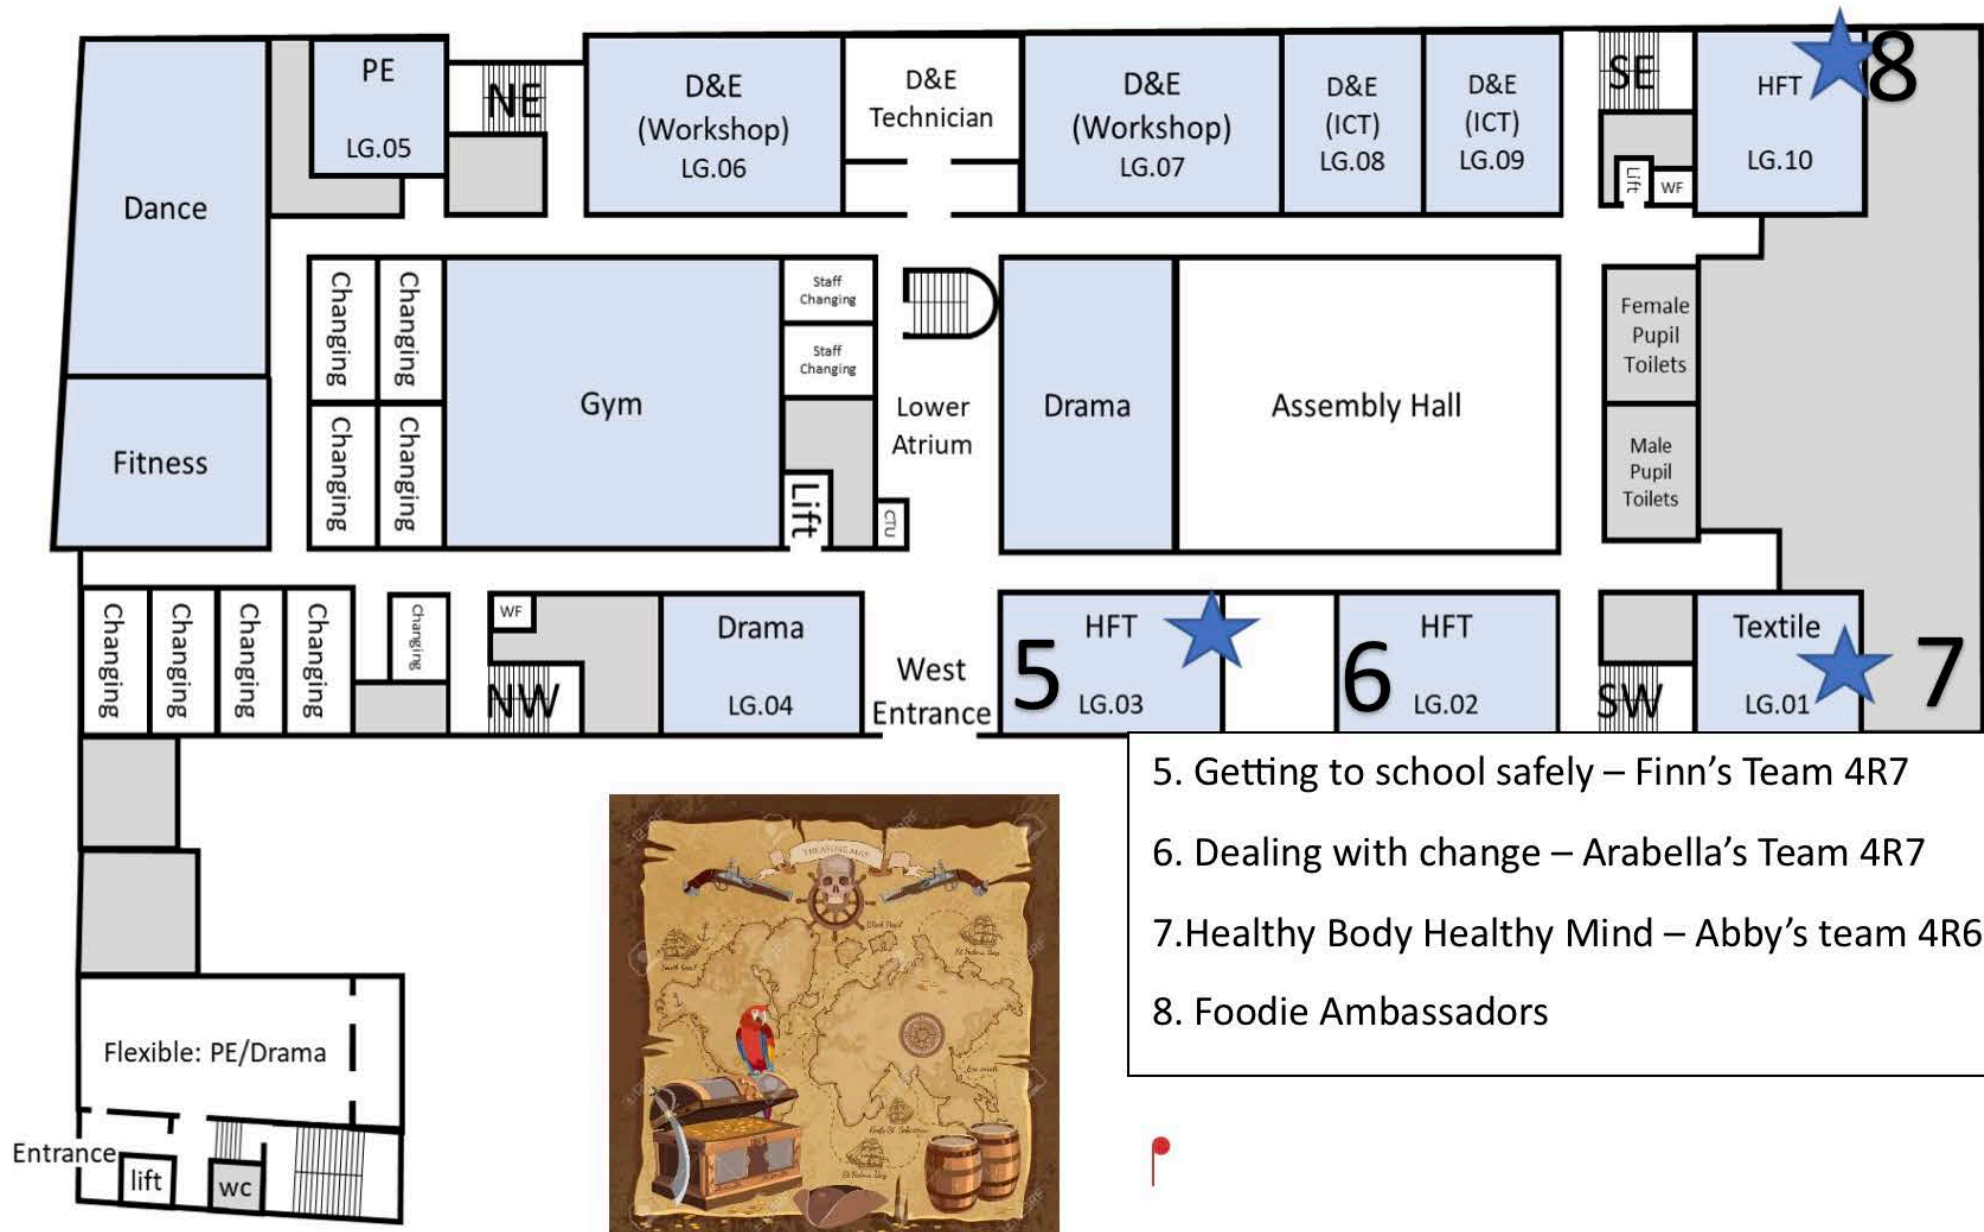 PE
LG.05
NE
D&E
(Workshop)
LG.06
D&E
Technician
D&E
(Workshop)
LG.07
D&E
(ICT)
LG.08
D&E
(ICT)
LG.09
SE
HFT
LG.10
8
Lift
WF
Dance
Changing
Changing
Changing
Changing
Gym
Staff
Changing
Staff
Changing
Lift
CTU
Lower
Atrium
Drama
Assembly Hall
Female
Pupil
Toilets
Male
Pupil
Toilets
Fitness
Changing
Changing
Changing
Changing
Changing
WF
NW
Drama
LG.04
West
Entrance
5
HFT
LG.03
6
HFT
LG.02
SW
Textile
LG.01
7
5. Getting to school safely – Finn's Team 4R7
6. Dealing with change – Arabella's Team 4R7
7.Healthy Body Healthy Mind – Abby's team 4R6
8. Foodie Ambassadors
TREASURE MAP
Flexible: PE/Drama
Entrance
lift
wc